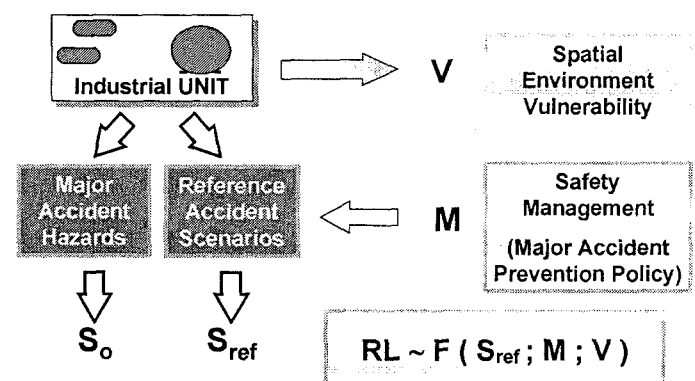 Industrial UNIT
V
Spatial
Environment
Vulnerability
Major
Accident
Hazards
Reference
Accident
Scenarios
M
Safety
Management
(Major Accident
Prevention Policy)
So
Sref
RL ~ F ( Sref ; M ; V )